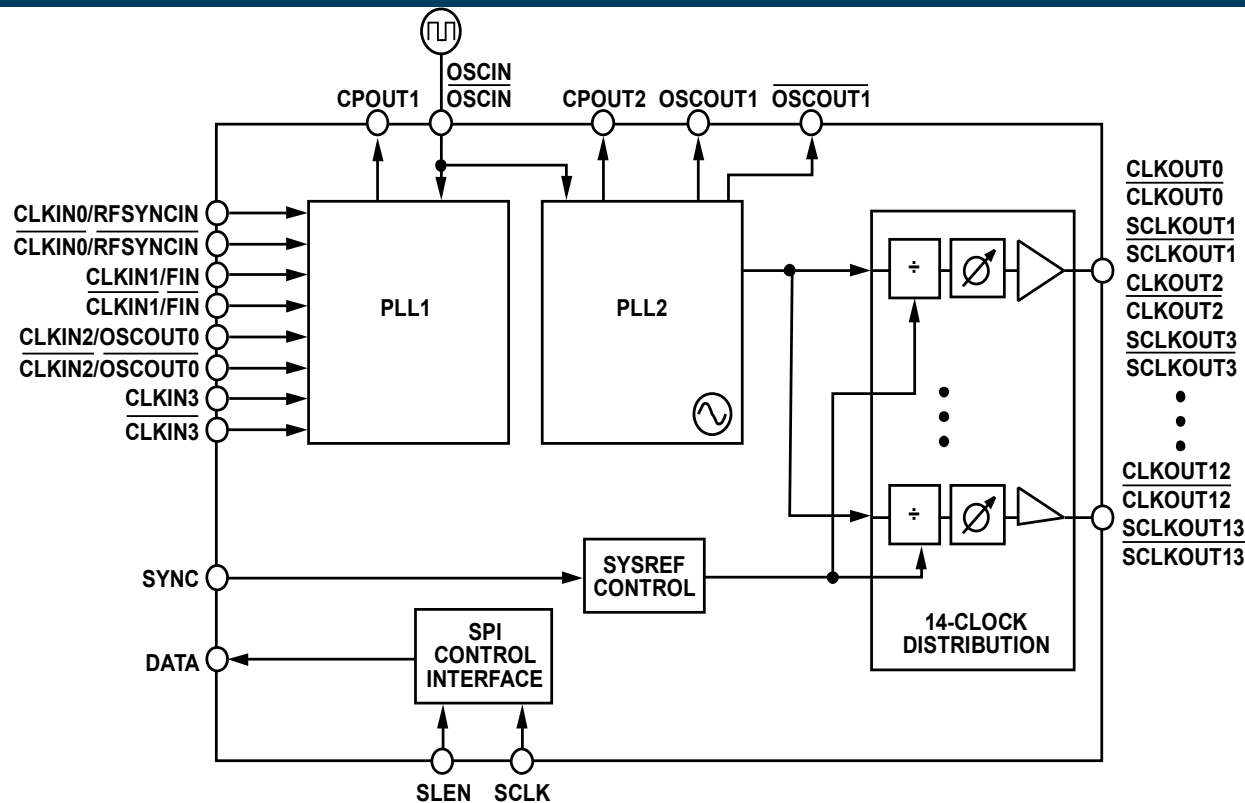 OSCIN
OSCIN
CPOUT1
CPOUT2
OSCOUT1
OSCOUT1
CLKIN0/RFSYNCIN
CLKIN0/RFSYNCIN
CLKIN1/FIN
CLKIN1/FIN
CLKIN2/OSCOUT0
CLKIN2/OSCOUT0
CLKIN3
CLKIN3
PLL1
PLL2
÷
÷
CLKOUT0
CLKOUT0
SCLKOUT1
SCLKOUT1
CLKOUT2
CLKOUT2
SCLKOUT3
SCLKOUT3
CLKOUT12
CLKOUT12
SCLKOUT13
SCLKOUT13
SYNC
SYSREF
CONTROL
14-CLOCK
DISTRIBUTION
DATA
SPI
CONTROL
INTERFACE
SLEN
SCLK